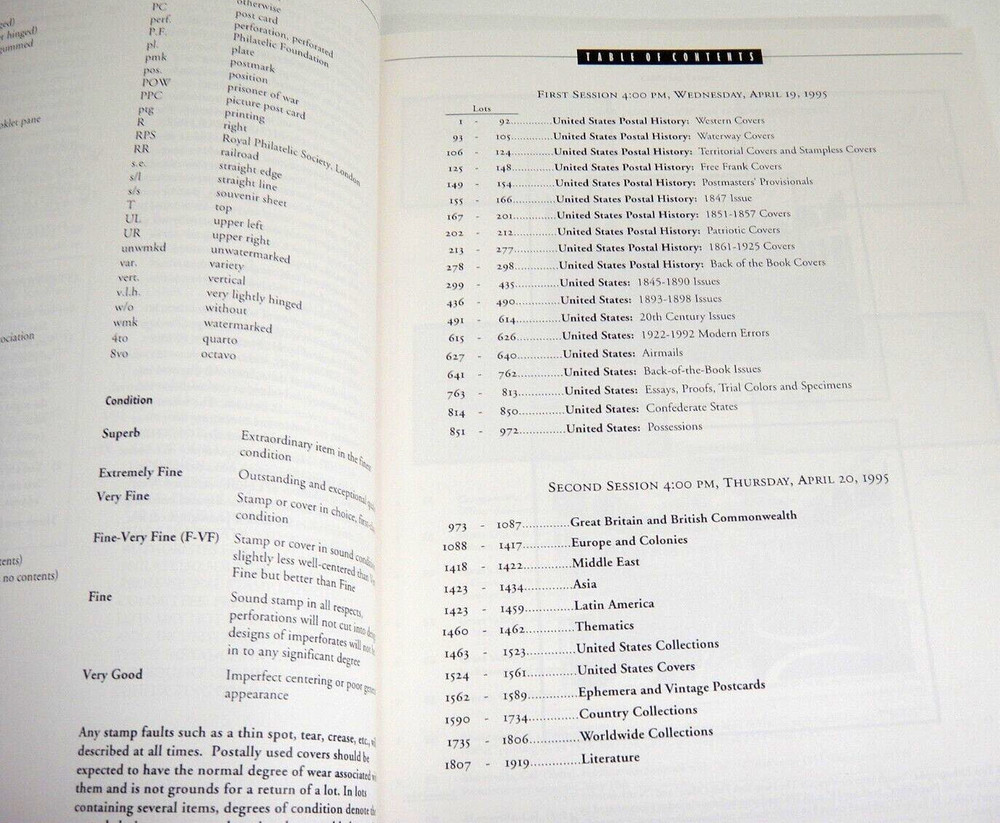 ged)
r hinged)
gummed
oklet pane
ociation
ents)
no contents)
otherwise
PC post card
perf. perforation, perforated
P.F. Philatelic Foundation
pl. plate
pmk postmark
pos. position
POW prisoner of war
PPC picture post card
ptg printing
R right
RPS Royal Philatelic Society, London
RR railroad
s.e. straight edge
s/l straight line
s/s souvenir sheet
T top
UL upper left
UR upper right
unwmkd unwatermarked
var. variety
vert. vertical
v.l.h. very lightly hinged
w/o without
wmk watermarked
4to quarto
8vo octavo
Condition
Superb Extraordinary item in the finest
condition
Extremely Fine Outstanding and exceptional
Very Fine Stamp or cover in choice,
condition
Fine-Very Fine (F-VF) Stamp or cover in sound
slightly less well-centered than
Fine but better than Fine
Fine Sound stamp in all respects,
perforations will not cut into
designs of imperforates will
in to any significant degree
Very Good Imperfect centering or poor
appearance
Any stamp faults such as a thin spot, tear, crease, etc.,
described at all times. Postally used covers should be
expected to have the normal degree of wear associated
them and is not grounds for a return of a lot. In lots
containing several items, degrees of condition denote
TABLE OF CONTENTS
First Session 4:00 pm, Wednesday, April 19, 1995
Lots
1 - 92.............United States Postal History: Western Covers
93 - 105.............United States Postal History: Waterway Covers
106 - 124.............United States Postal History: Territorial Covers and Stampless Covers
125 - 148.............United States Postal History: Free Frank Covers
149 - 154.............United States Postal History: Postmasters' Provisionals
155 - 166.............United States Postal History: 1847 Issue
167 - 201.............United States Postal History: 1851-1857 Covers
202 - 212.............United States Postal History: Patriotic Covers
213 - 277.............United States Postal History: 1861-1925 Covers
278 - 298.............United States Postal History: Back of the Book Covers
299 - 435.............United States: 1845-1890 Issues
436 - 490.............United States: 1893-1898 Issues
491 - 614.............United States: 20th Century Issues
615 - 626.............United States: 1922-1992 Modern Errors
627 - 640.............United States: Airmails
641 - 762.............United States: Back-of-the-Book Issues
763 - 813.............United States: Essays, Proofs, Trial Colors and Specimens
814 - 850.............United States: Confederate States
851 - 972.............United States: Possessions
Second Session 4:00 pm, Thursday, April 20, 1995
973 - 1087.............Great Britain and British Commonwealth
1088 - 1417.............Europe and Colonies
1418 - 1422.............Middle East
1423 - 1434.............Asia
1423 - 1459.............Latin America
1460 - 1462.............Thematics
1463 - 1523.............United States Collections
1524 - 1561.............United States Covers
1562 - 1589.............Ephemera and Vintage Postcards
1590 - 1734.............Country Collections
1735 - 1806.............Worldwide Collections
1807 - 1919.............Literature